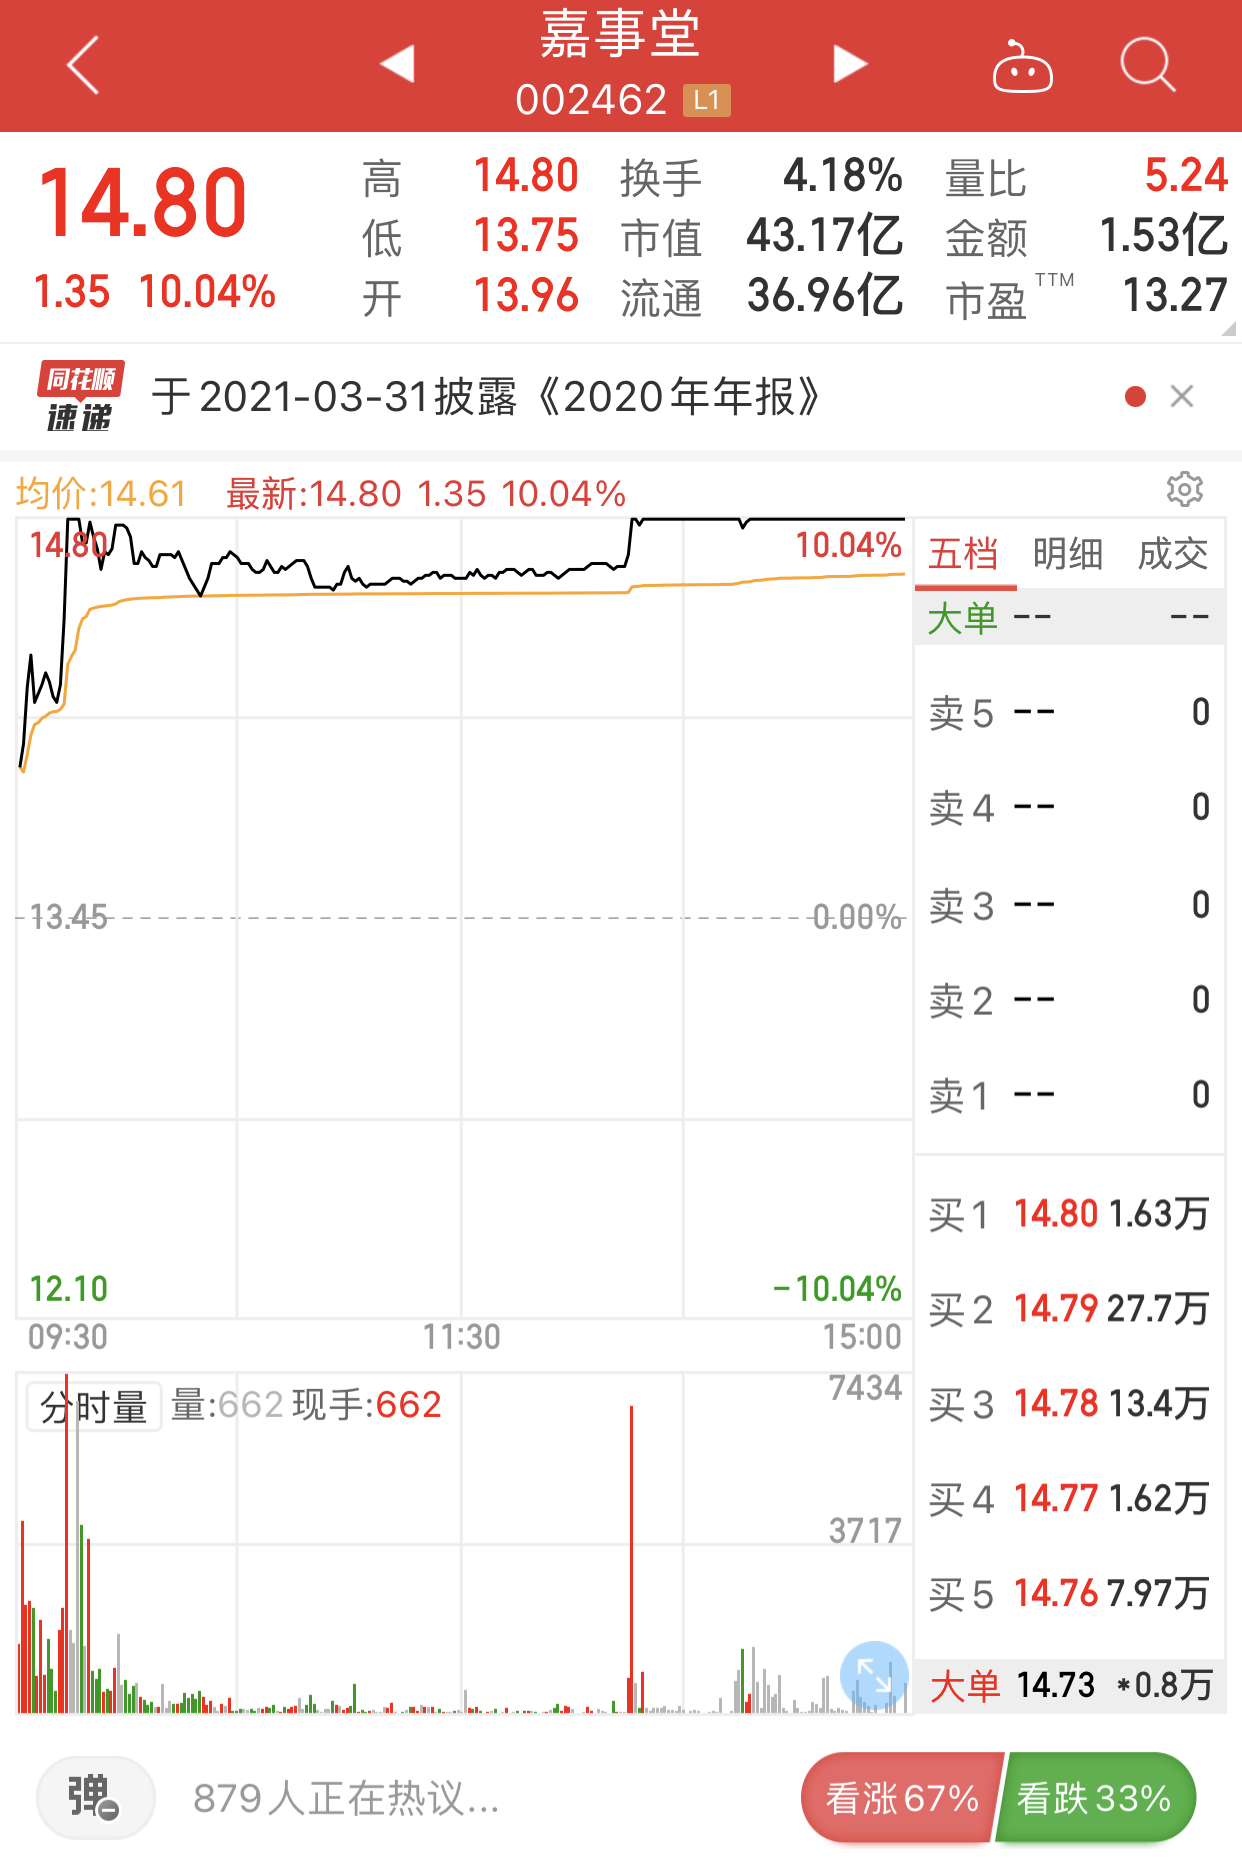 嘉事堂
002462 L1
14.80
1.35 10.04%
高 14.80 换手 4.18% 量比 5.24
低 13.75 市值 43.17亿 金额 1.53亿
开 13.96 流通 36.96亿 市盈TTM 13.27
同花顺
速递
于2021-03-31披露《2020年年报》
均价:14.61 最新:14.80 1.35 10.04%
14.80 10.04%
13.45 0.00%
12.10 -10.04%
09:30 11:30 15:00
分时量 量:662 现手:662
7434
3717
五档 明细 成交
大单 -- --
卖5 -- 0
卖4 -- 0
卖3 -- 0
卖2 -- 0
卖1 -- 0
买1 14.80 1.63万
买2 14.79 27.7万
买3 14.78 13.4万
买4 14.77 1.62万
买5 14.76 7.97万
大单 14.73 *0.8万
弹 879人正在热议... 看涨67% 看跌33%